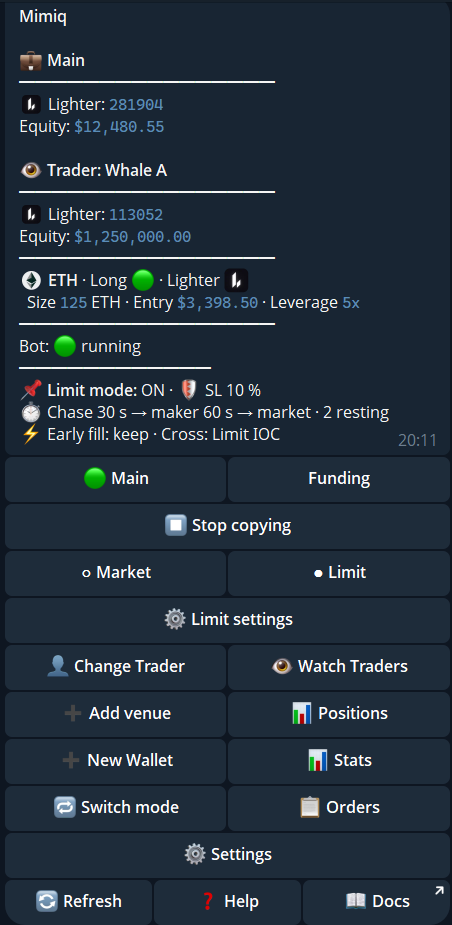 Mimiq
Main
Lighter: 281904
Equity: $12,480.55
Trader: Whale A
Lighter: 113052
Equity: $1,250,000.00
ETH · Long · Lighter
Size 125 ETH · Entry $3,398.50 · Leverage 5x
Bot: running
Limit mode: ON · SL 10 %
Chase 30 s → maker 60 s → market · 2 resting
Early fill: keep · Cross: Limit IOC
20:11
Main
Funding
Stop copying
Market
Limit
Limit settings
Change Trader
Watch Traders
Add venue
Positions
New Wallet
Stats
Switch mode
Orders
Settings
Refresh
Help
Docs